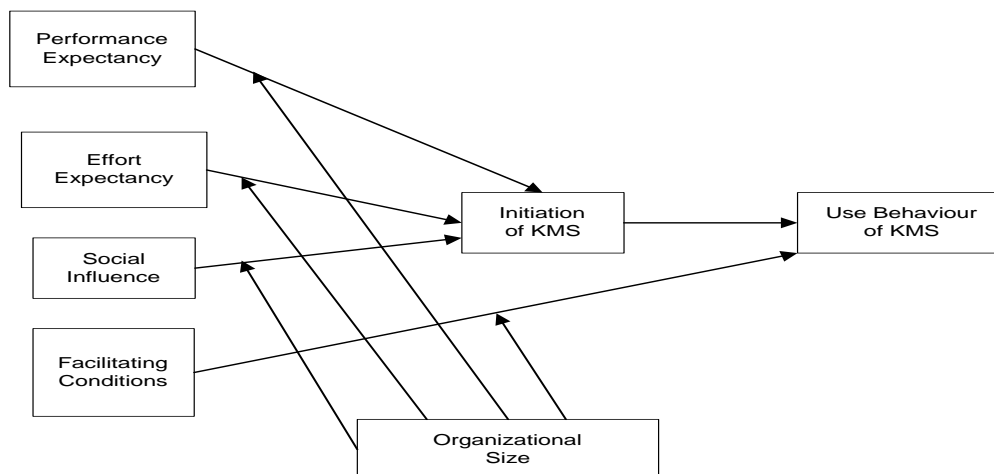 Performance
Expectancy
Effort
Expectancy
Initiation
of KMS
Use Behaviour
of KMS
Social
Influence
Facilitating
Conditions
Organizational
Size